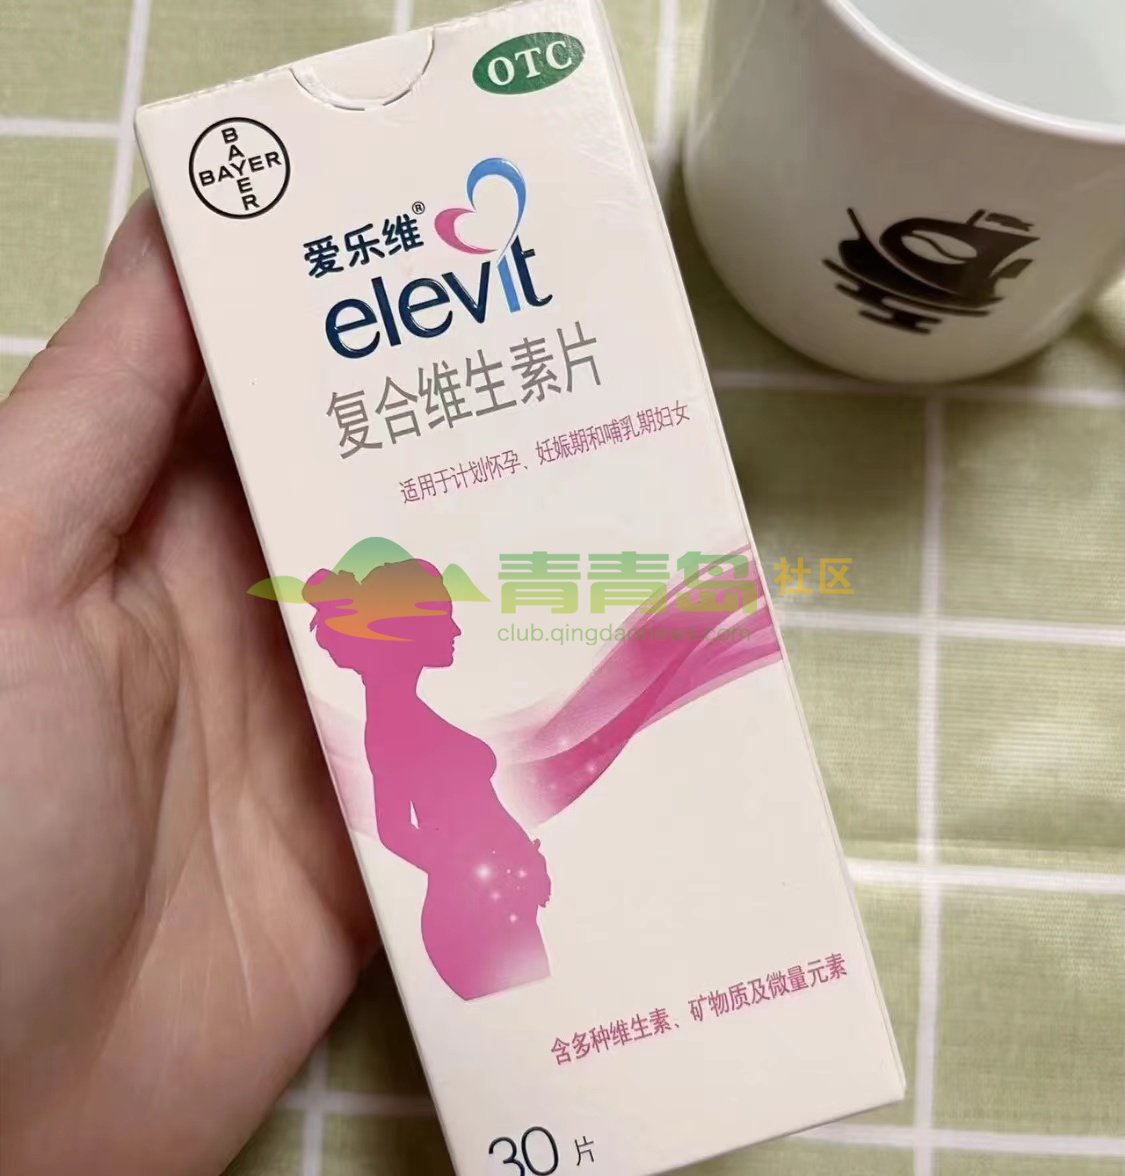 OTC
BAYER
BAYER
爱乐维®
elevit
复合维生素片
适用于计划怀孕、妊娠期和哺乳期妇女
青青岛 社区
club.qingdaonews.com
含多种维生素、矿物质及微量元素
30片